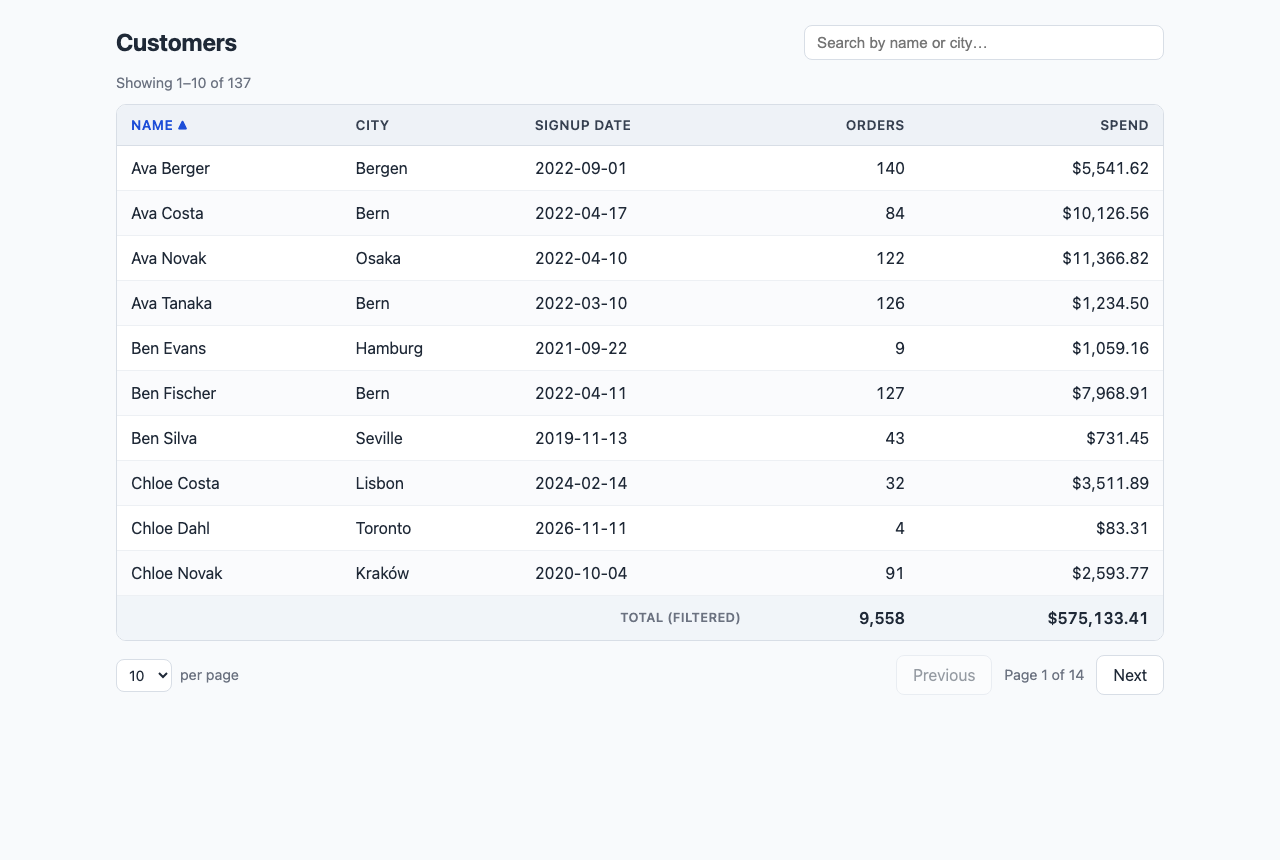 Customers
Search by name or city…
Showing 1–10 of 137
NAME ▲ CITY SIGNUP DATE ORDERS SPEND
Ava Berger Bergen 2022-09-01 140 $5,541.62
Ava Costa Bern 2022-04-17 84 $10,126.56
Ava Novak Osaka 2022-04-10 122 $11,366.82
Ava Tanaka Bern 2022-03-10 126 $1,234.50
Ben Evans Hamburg 2021-09-22 9 $1,059.16
Ben Fischer Bern 2022-04-11 127 $7,968.91
Ben Silva Seville 2019-11-13 43 $731.45
Chloe Costa Lisbon 2024-02-14 32 $3,511.89
Chloe Dahl Toronto 2026-11-11 4 $83.31
Chloe Novak Kraków 2020-10-04 91 $2,593.77
TOTAL (FILTERED) 9,558 $575,133.41
10 per page Previous Page 1 of 14 Next